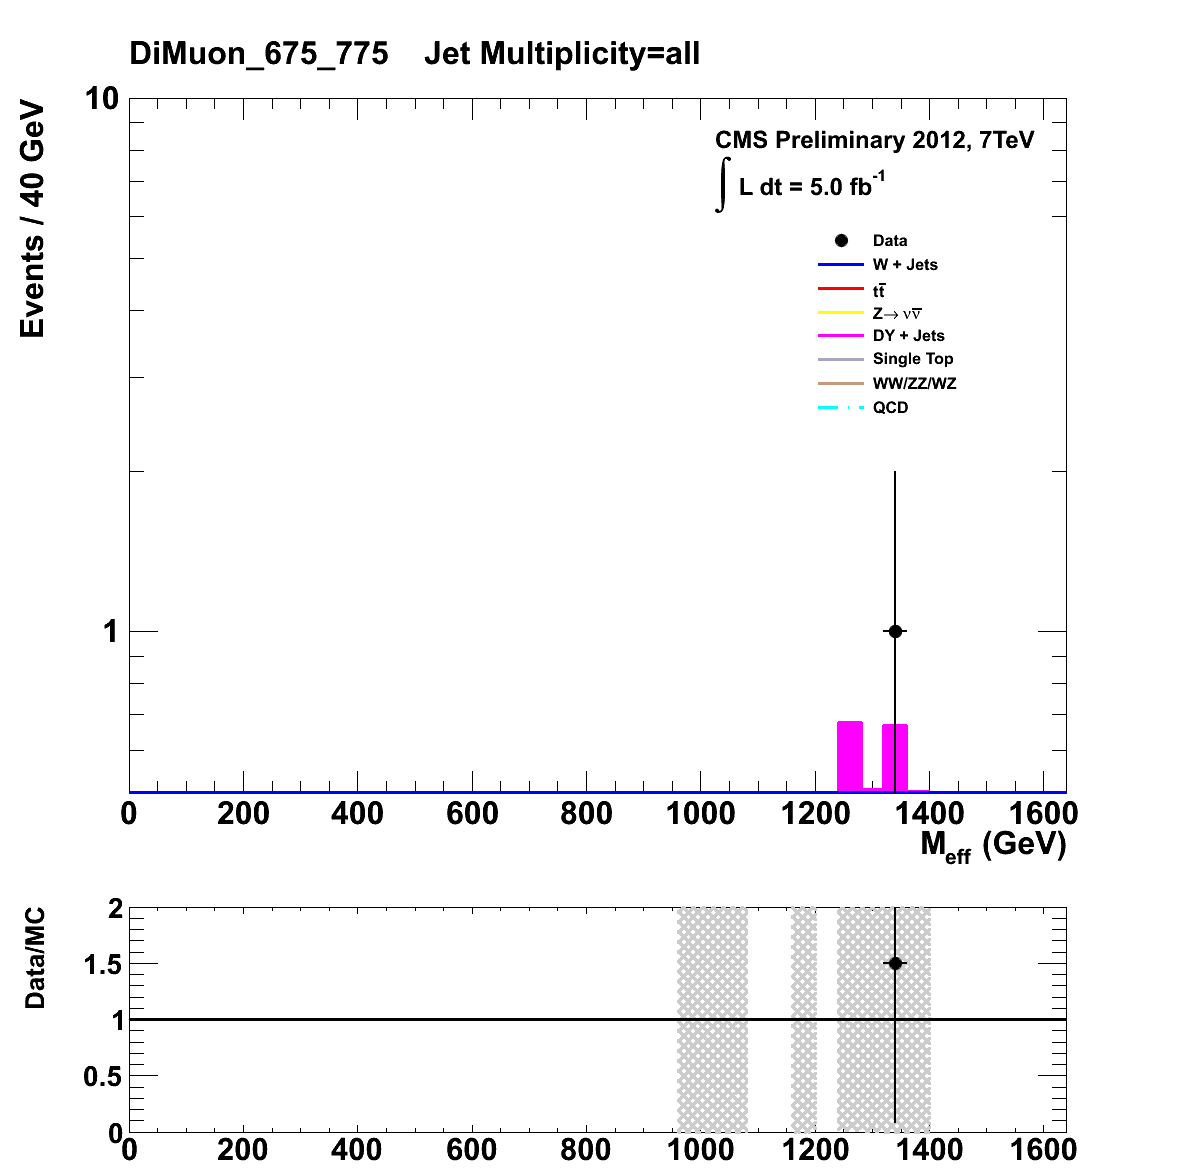 DiMuon_675_775 Jet Multiplicity=all
Events / 40 GeV
10
1
CMS Preliminary 2012, 7TeV
∫ L dt = 5.0 fb⁻¹
Data
W + Jets
tt̅
Z→ νν̅
DY + Jets
Single Top
WW/ZZ/WZ
QCD
0 200 400 600 800 1000 1200 1400 1600
M_eff (GeV)
Data/MC
2
1.5
1
0.5
0
0 200 400 600 800 1000 1200 1400 1600